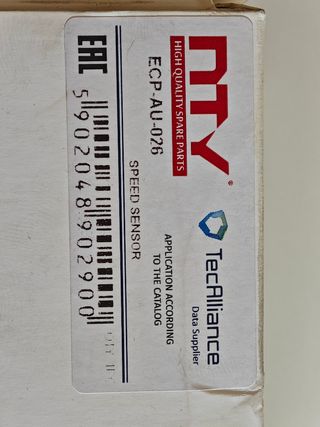 NTY®
HIGH QUALITY SPARE PARTS
ECP-AU-026
EAC
5902048902900
SPEED SENSOR
APPLICATION ACCORDING
TO THE CATALOG
TecAlliance
Data Supplier